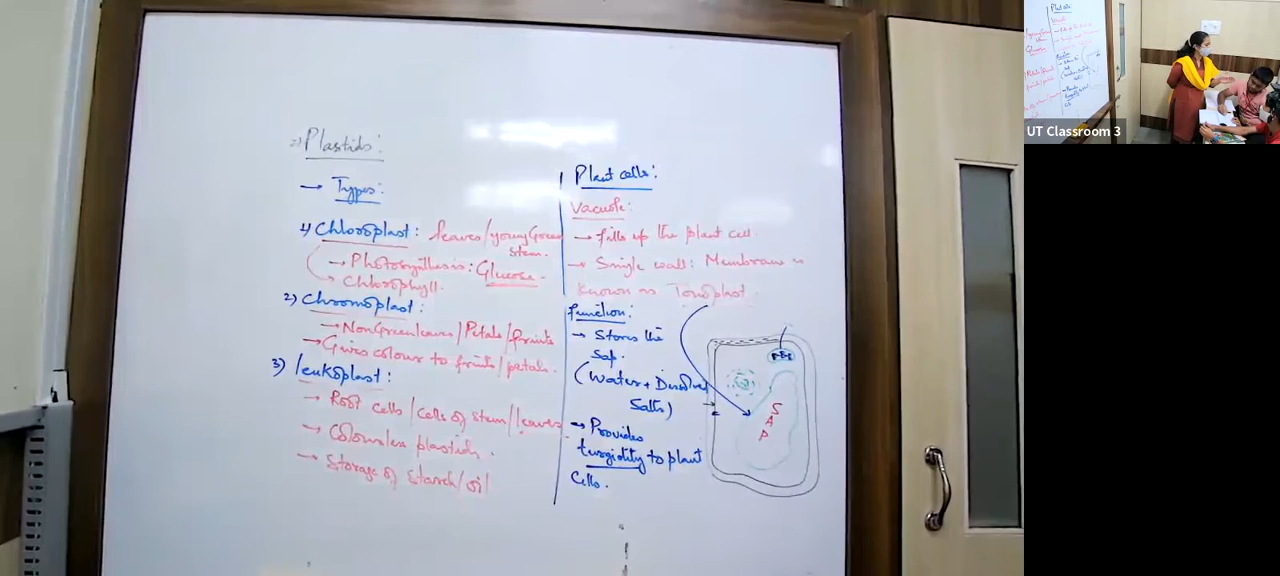 2) Plastids:
→ Types:
1) Chloroplast: leaves/young Green
stem.
→ Photosynthesis: Glucose.
→ Chlorophyll.
2) Chromoplast:
→ Non Green leaves/Petals/fruits
→ Gives colour to fruits/petals.
3) leukoplast:
→ Root cells/cells of stem/leaves
→ Colourless plastids.
→ Storage of starch/oil
Plant cells:
Vacuole:
→ fills up the plant cell.
→ Single wall: Membrane is
known as Tonoplast.
function:
→ Stores the
Sap.
(Water + Dissolved
Salts)
→ Provides
turgidity to plant
Cells.
SAP
UT Classroom 3